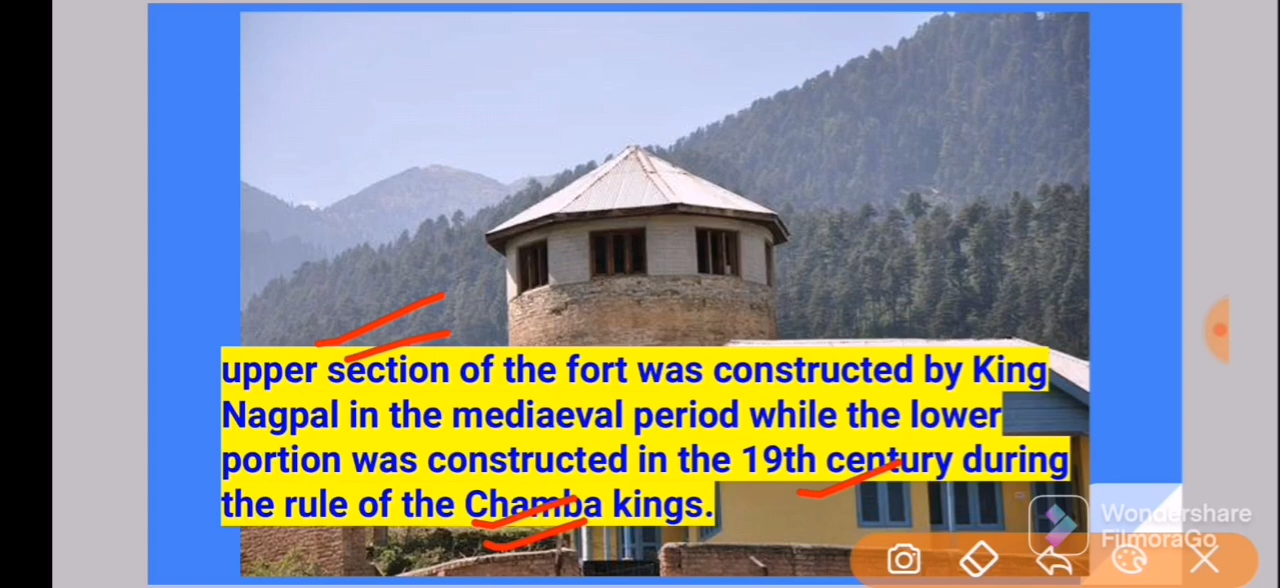 upper section of the fort was constructed by King
Nagpal in the mediaeval period while the lower
portion was constructed in the 19th century during
the rule of the Chamba kings.
Wondershare
FilmoraGo